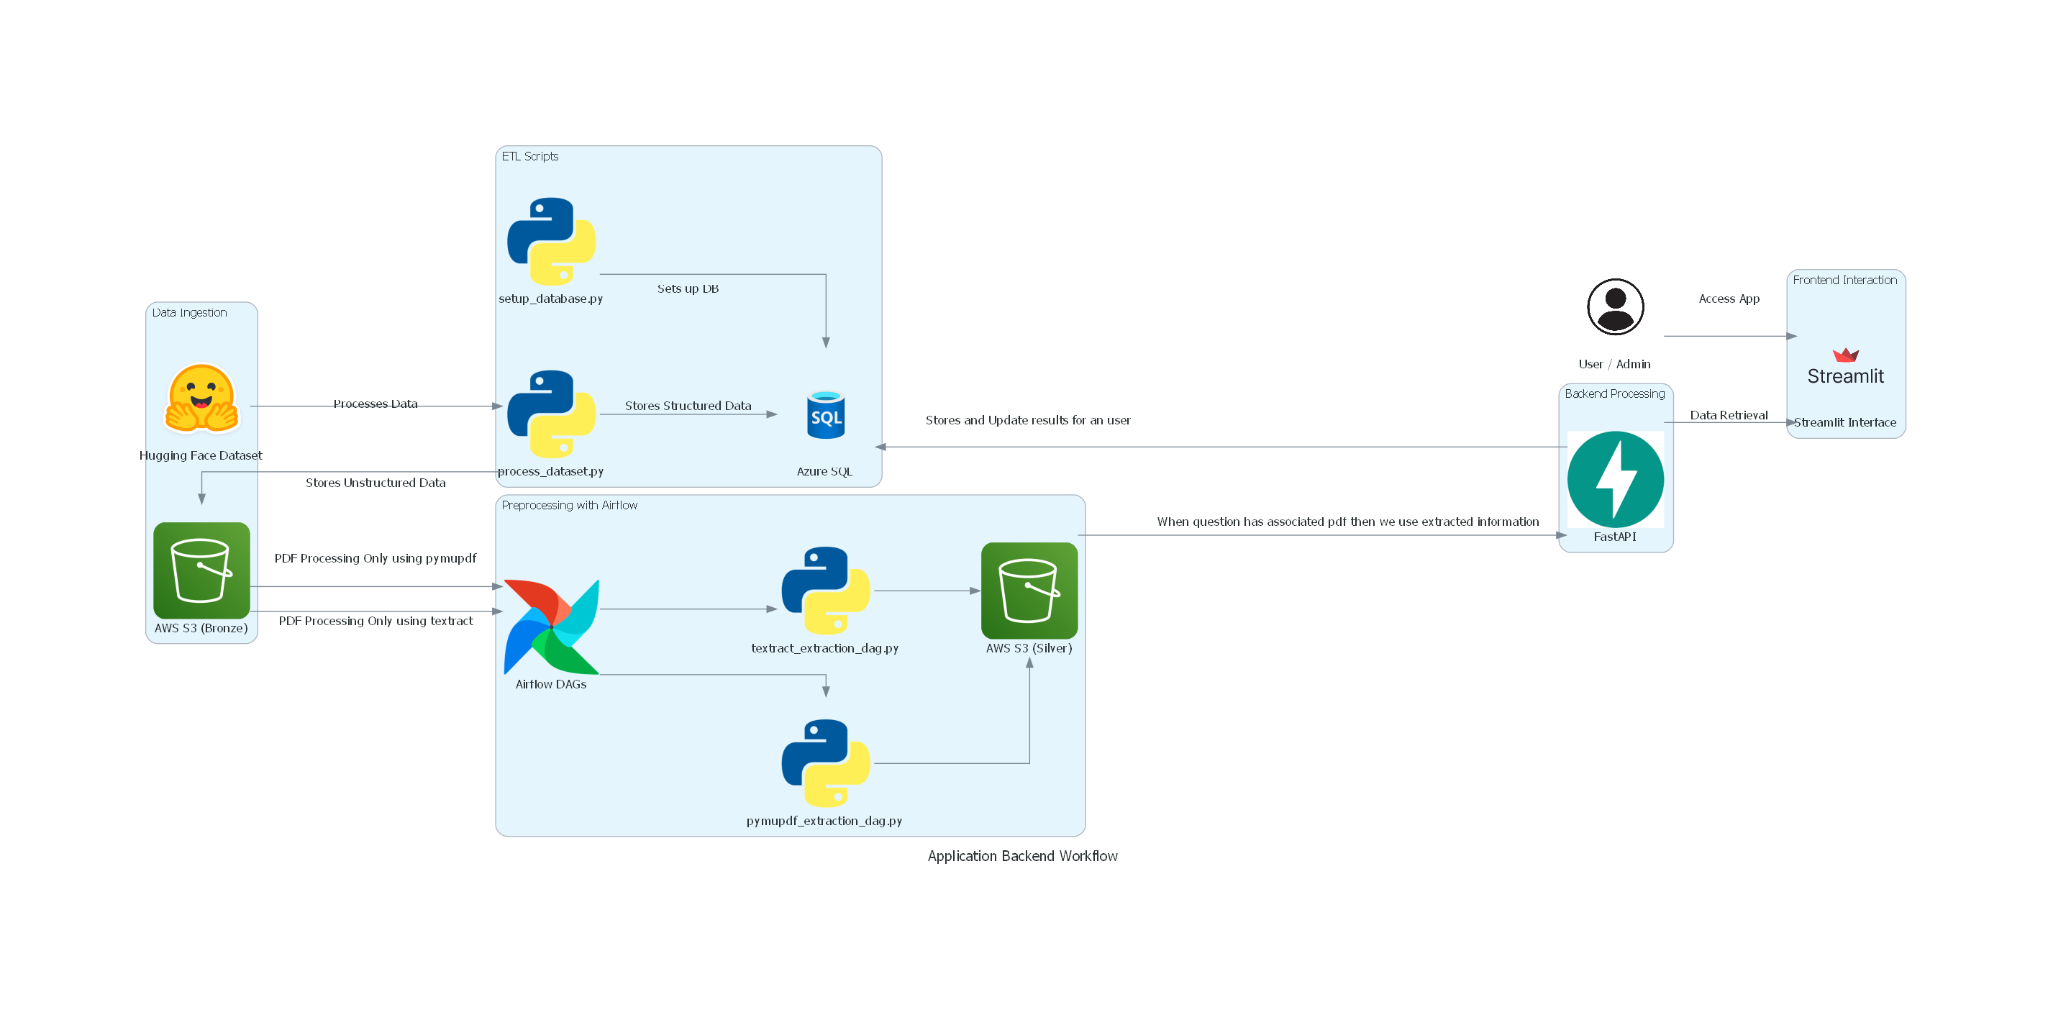 ETL Scripts
setup_database.py
Sets up DB
Data Ingestion
Hugging Face Dataset
Processes Data
process_dataset.py
Stores Structured Data
SQL
Azure SQL
Stores Unstructured Data
AWS S3 (Bronze)
PDF Processing Only using pymupdf
PDF Processing Only using textract
Preprocessing with Airflow
Airflow DAGs
textract_extraction_dag.py
pymupdf_extraction_dag.py
AWS S3 (Silver)
Stores and Update results for an user
When question has associated pdf then we use extracted information
User / Admin
Access App
Backend Processing
FastAPI
Data Retrieval
Frontend Interaction
Streamlit
Streamlit Interface
Application Backend Workflow